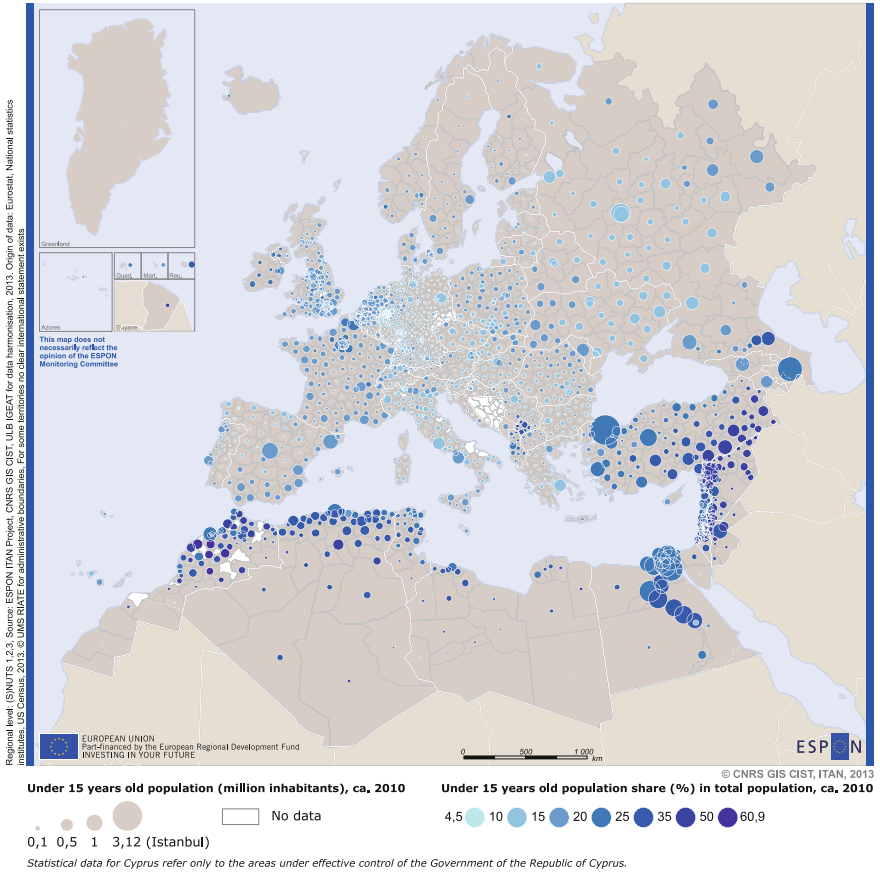 Regional level: (S)NUTS 1,2,3, Source: ESPON ITAN Project, CNRS GIS CIST, ULB IGEAT for data harmonisation, 2013. Origin of data: Eurostat, National statistics
institutes, US Census, 2013. © UMS RIATE for administrative boundaries. For some territories no clear international statement exists
Greenland
Guad.
Mart.
Reu.
Azores
Guyane
This map does not
necessarily reflect the
opinion of the ESPON
Monitoring Committee
EUROPEAN UNION
Part-financed by the European Regional Development Fund
INVESTING IN YOUR FUTURE
0 500 1 000
km
ESPON
© CNRS GIS CIST, ITAN, 2013
Under 15 years old population (million inhabitants), ca. 2010
No data
0,1 0,5 1 3,12 (Istanbul)
Under 15 years old population share (%) in total population, ca. 2010
4,5 10 15 20 25 35 50 60,9
Statistical data for Cyprus refer only to the areas under effective control of the Government of the Republic of Cyprus.